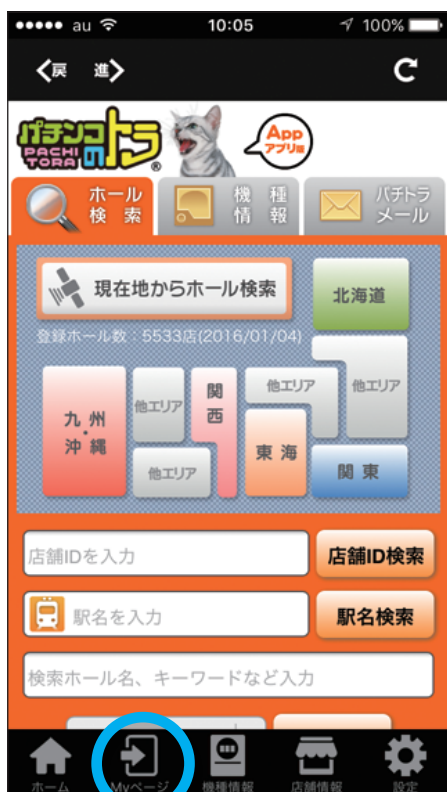 au 10:05 100%
戻 進
パチンコのトラ
PACHI TORA
App
アプリ版
ホール検索
機種情報
パチトラメール
現在地からホール検索
北海道
登録ホール数：5533店(2016/01/04)
他エリア
他エリア
他エリア
関西
九州・沖縄
東海
他エリア
関東
店舗IDを入力
店舗ID検索
駅名を入力
駅名検索
検索ホール名、キーワードなど入力
ホーム
Myページ
機種情報
店舗情報
設定